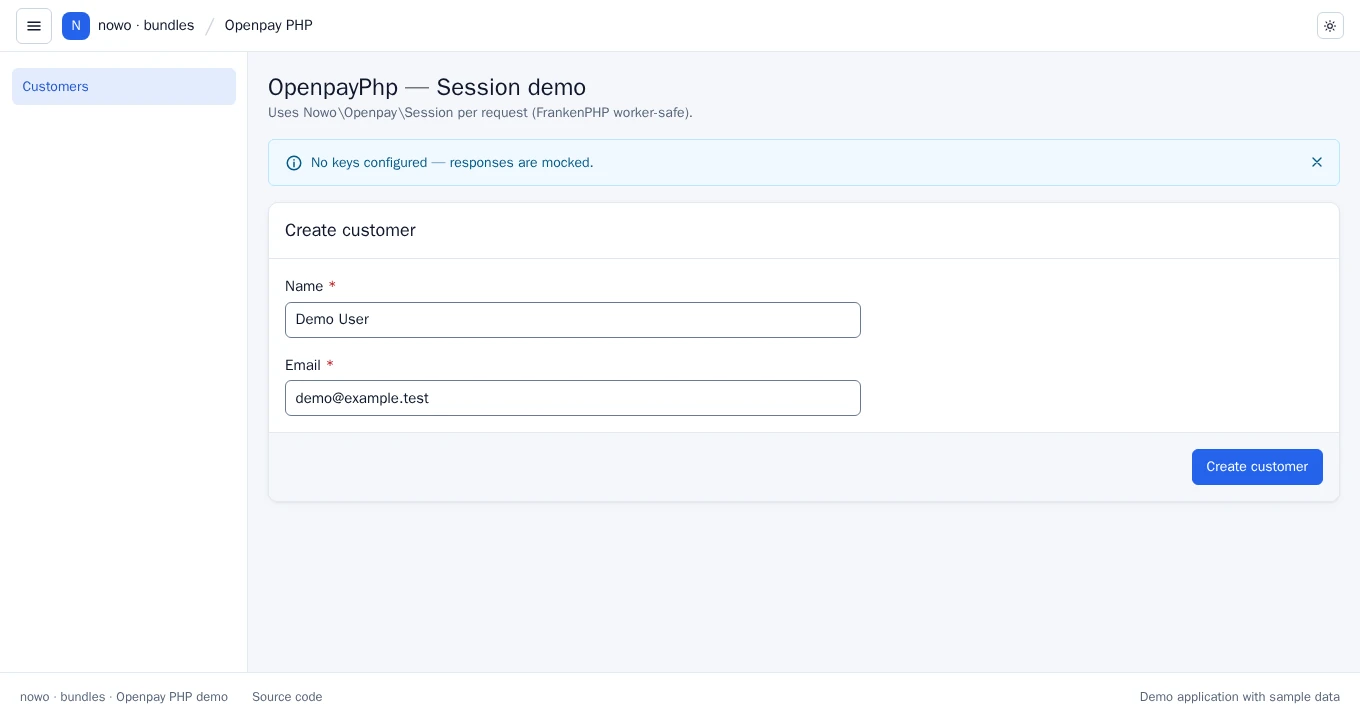 N nowo · bundles / Openpay PHP
Customers
OpenpayPhp — Session demo
Uses Nowo\Openpay\Session per request (FrankenPHP worker-safe).
No keys configured — responses are mocked.
Create customer
Name *
Demo User
Email *
demo@example.test
Create customer
nowo · bundles · Openpay PHP demo
Source code
Demo application with sample data